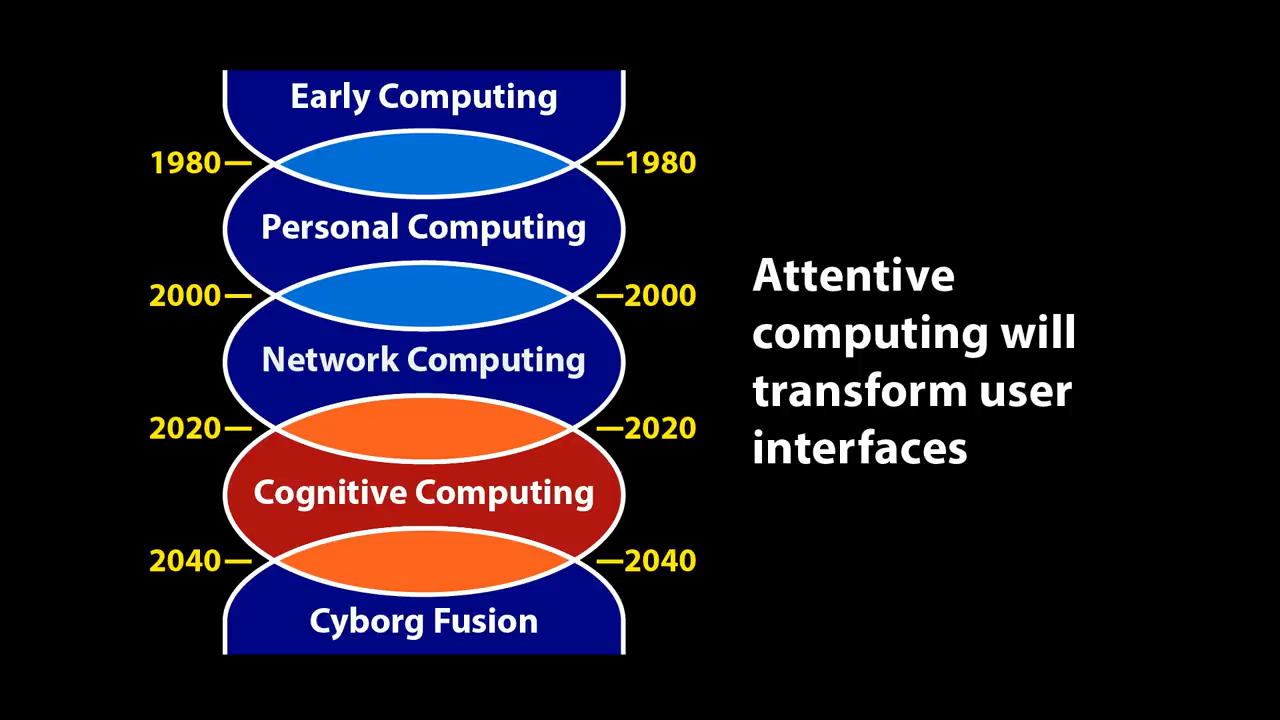 Early Computing
1980 1980
Personal Computing
2000 2000
Network Computing
2020 2020
Cognitive Computing
2040 2040
Cyborg Fusion
Attentive
computing will
transform user
interfaces